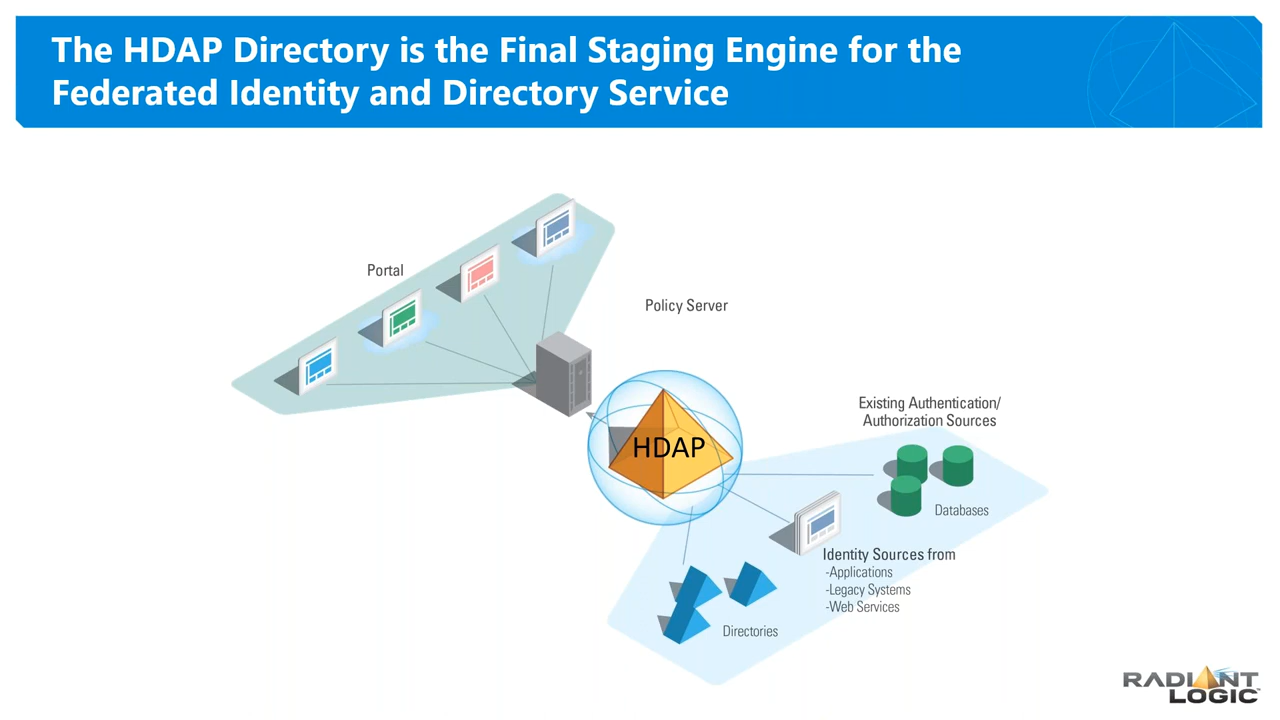 The HDAP Directory is the Final Staging Engine for the
Federated Identity and Directory Service
Portal
Policy Server
HDAP
Existing Authentication/
Authorization Sources
Databases
Identity Sources from
-Applications
-Legacy Systems
-Web Services
Directories
RADIANT
LOGIC